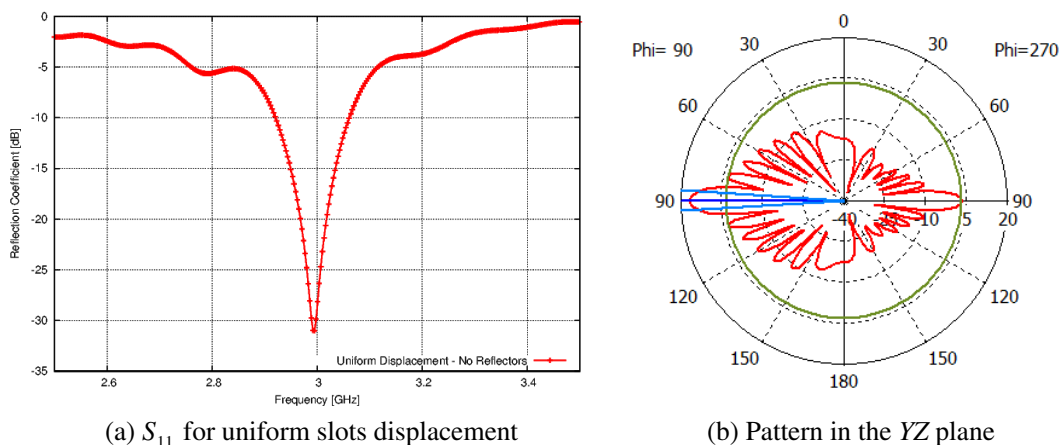 0
-5
-10
-15
-20
-25
-30
-35
Reflection Coefficient [dB]
Uniform Displacement - No Reflectors
2.6 2.8 3 3.2 3.4
Frequency [GHz]
(a) S₁₁ for uniform slots displacement
0
30 30
Phi= 90 Phi=270
60 60
90 -40 -10 5 20 90
120 120
150 150
180
(b) Pattern in the YZ plane